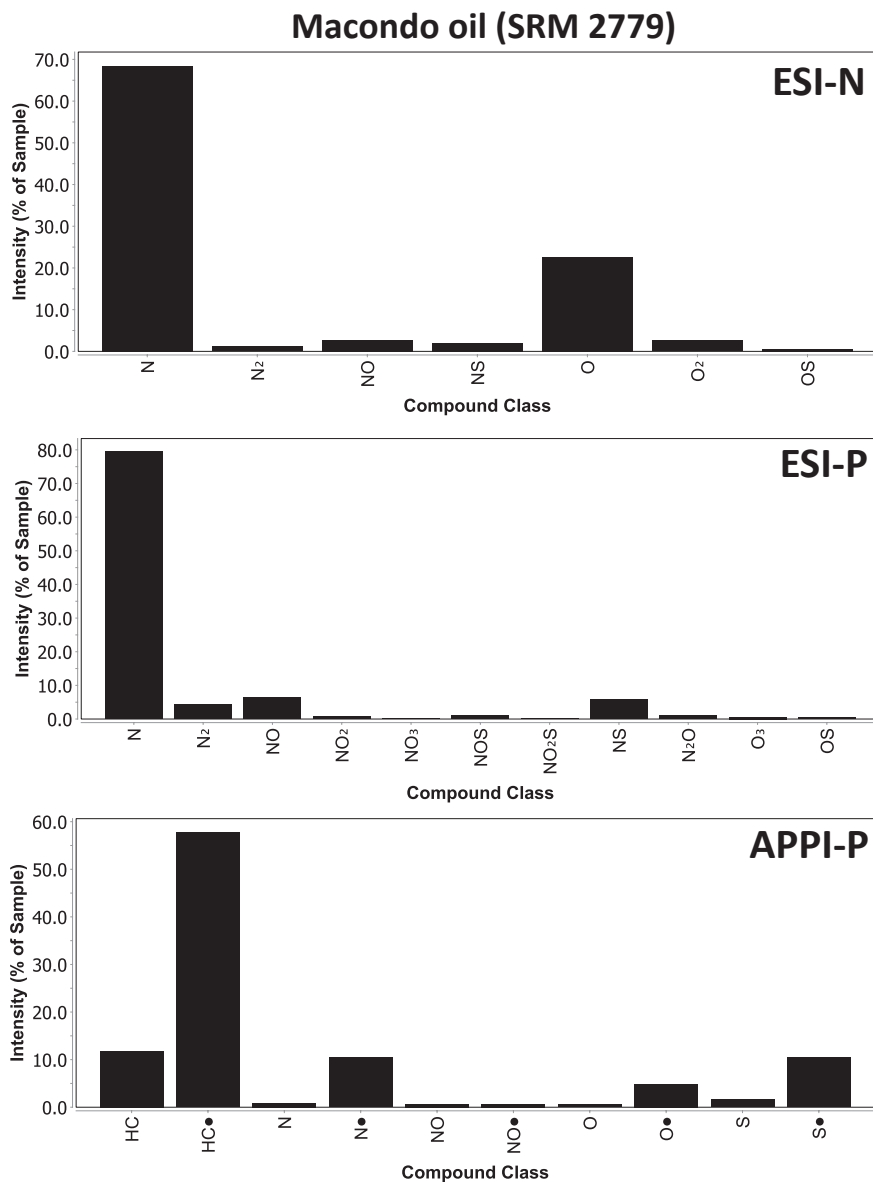 Macondo oil (SRM 2779)
ESI-N
Intensity (% of Sample)
70.0
60.0
50.0
40.0
30.0
20.0
10.0
0.0
N
N₂
NO
NS
O
O₂
OS
Compound Class
ESI-P
Intensity (% of Sample)
80.0
70.0
60.0
50.0
40.0
30.0
20.0
10.0
0.0
N
N₂
NO
NO₂
NO₃
NOS
NO₂S
NS
N₂O
O₃
OS
Compound Class
APPI-P
Intensity (% of Sample)
60.0
50.0
40.0
30.0
20.0
10.0
0.0
HC
HC•
N
N•
NO
NO•
O
O•
S
S•
Compound Class